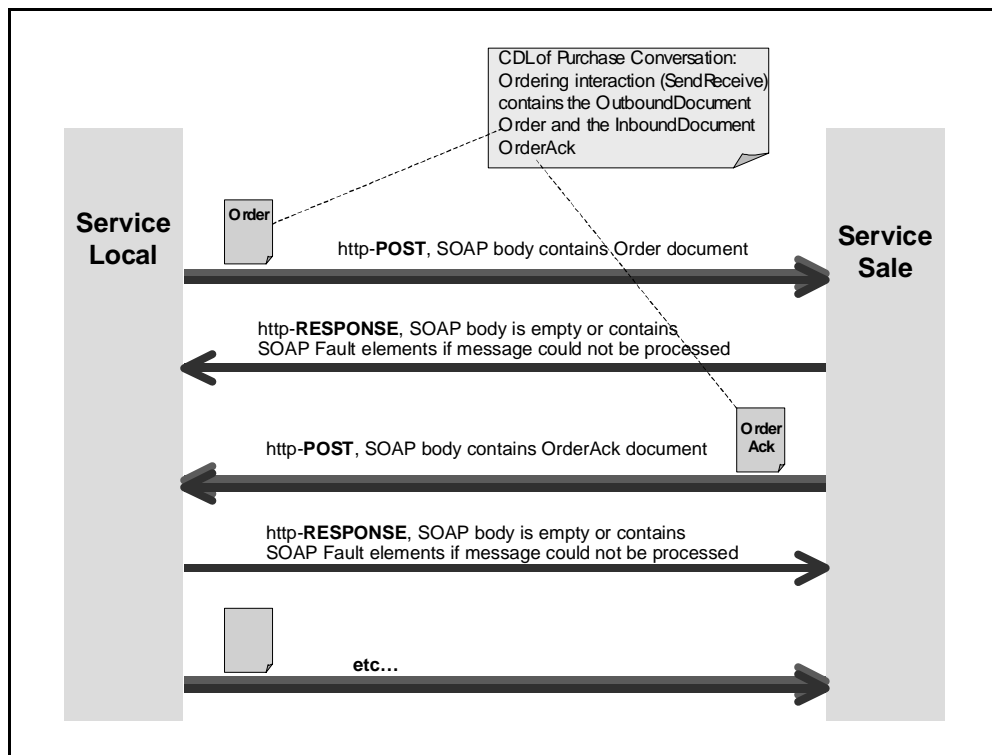 CDLof Purchase Conversation:
Ordering interaction (SendReceive)
contains the OutboundDocument
Order and the InboundDocument
OrderAck
Order
Service
Local
Service
Sale
http-POST, SOAP body contains Order document
http-RESPONSE, SOAP body is empty or contains
SOAP Fault elements if message could not be processed
Order
Ack
http-POST, SOAP body contains OrderAck document
http-RESPONSE, SOAP body is empty or contains
SOAP Fault elements if message could not be processed
etc…